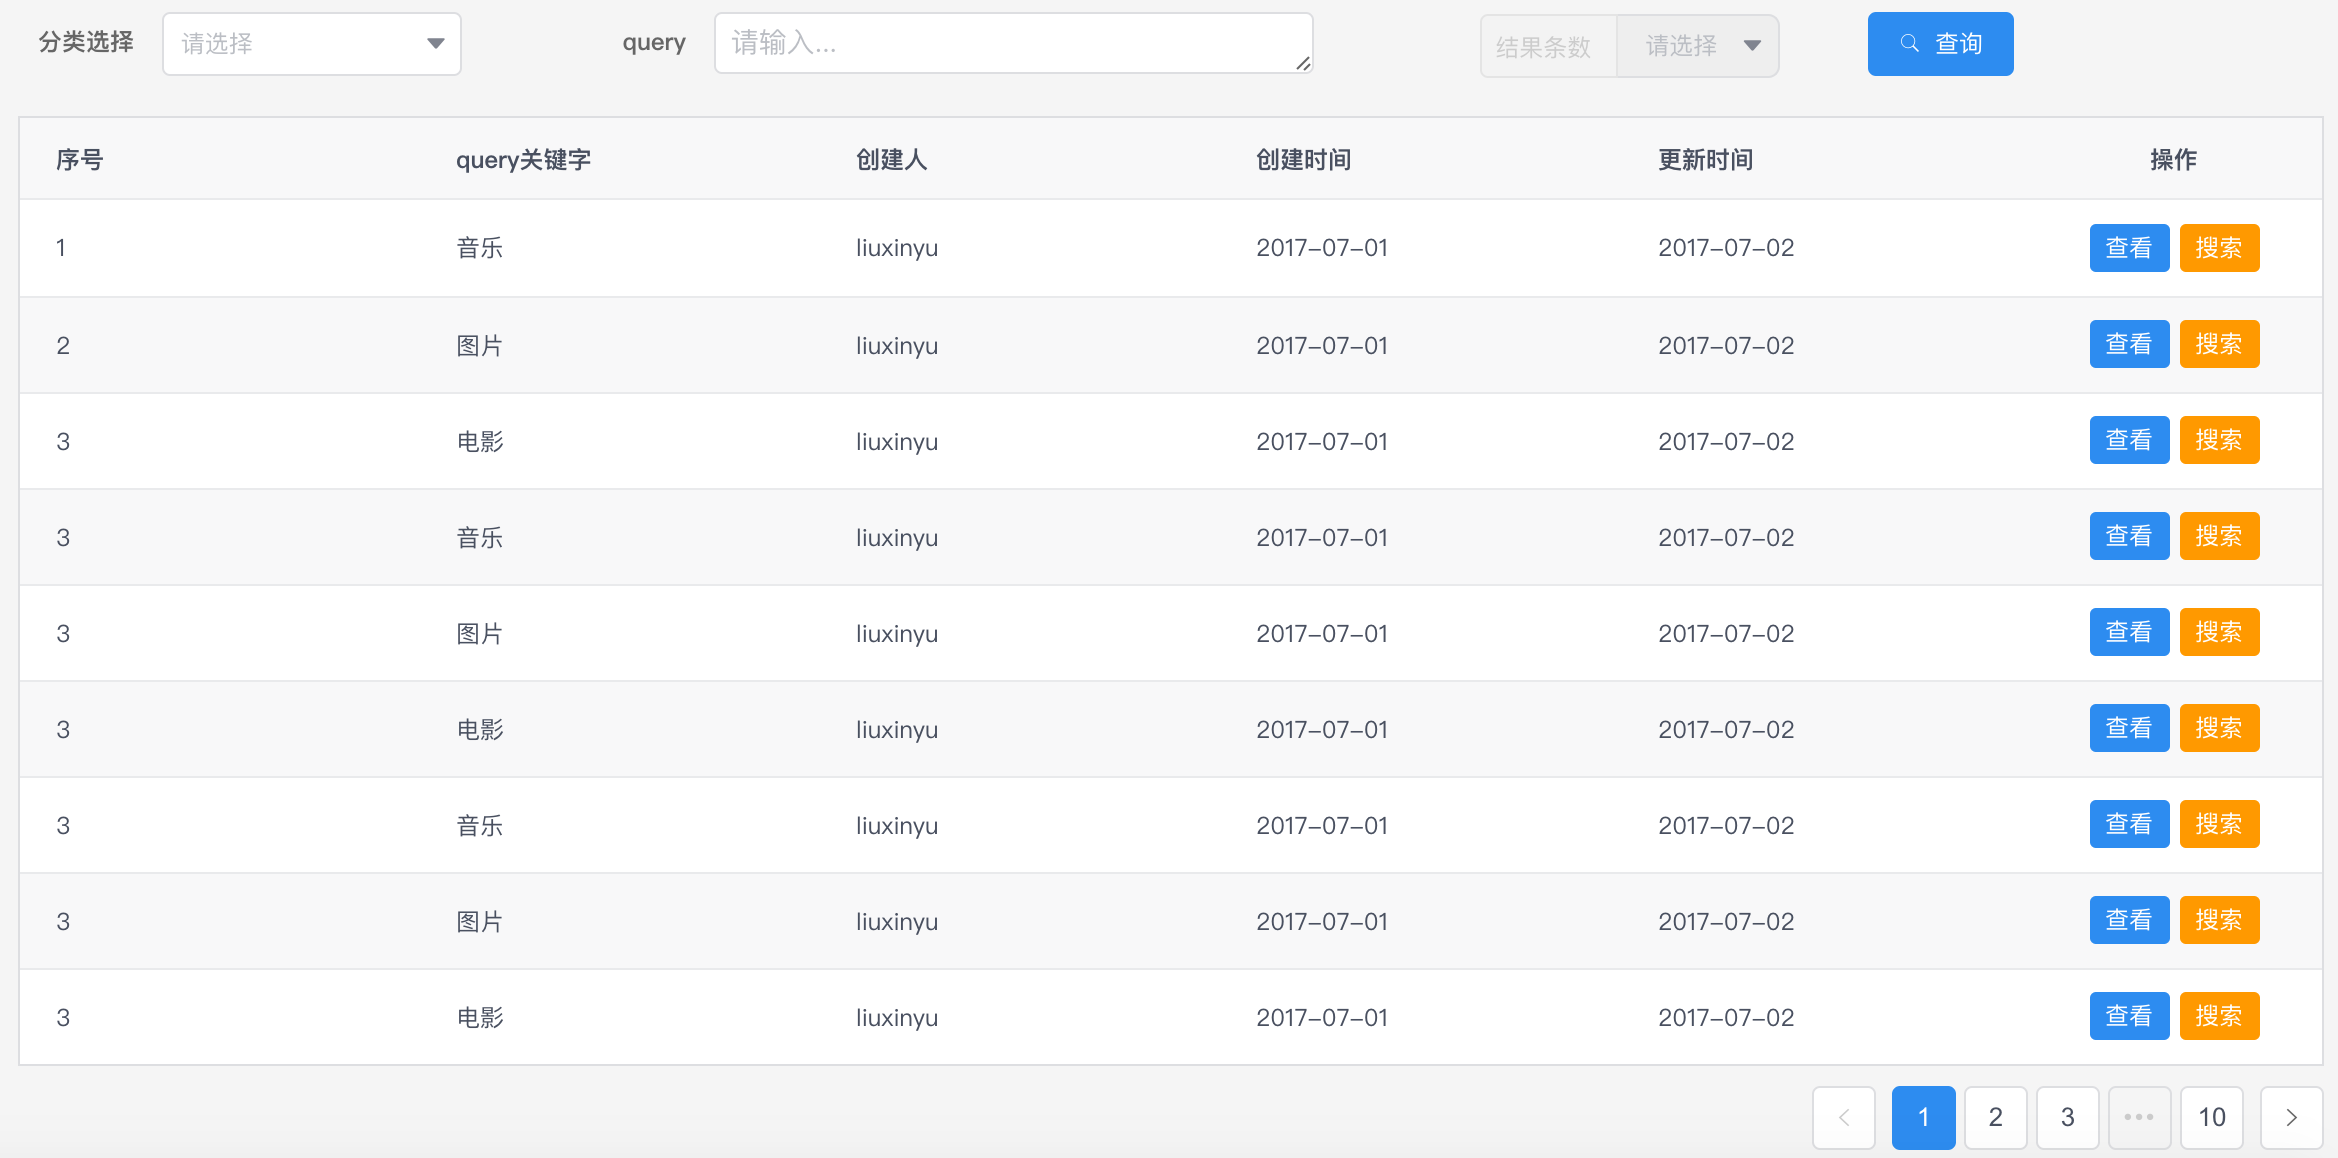 分类选择 请选择 query 请输入... 结果条数 请选择 查询
序号 query关键字 创建人 创建时间 更新时间 操作
1 音乐 liuxinyu 2017-07-01 2017-07-02 查看 搜索
2 图片 liuxinyu 2017-07-01 2017-07-02 查看 搜索
3 电影 liuxinyu 2017-07-01 2017-07-02 查看 搜索
3 音乐 liuxinyu 2017-07-01 2017-07-02 查看 搜索
3 图片 liuxinyu 2017-07-01 2017-07-02 查看 搜索
3 电影 liuxinyu 2017-07-01 2017-07-02 查看 搜索
3 音乐 liuxinyu 2017-07-01 2017-07-02 查看 搜索
3 图片 liuxinyu 2017-07-01 2017-07-02 查看 搜索
3 电影 liuxinyu 2017-07-01 2017-07-02 查看 搜索
< 1 2 3 ••• 10 >